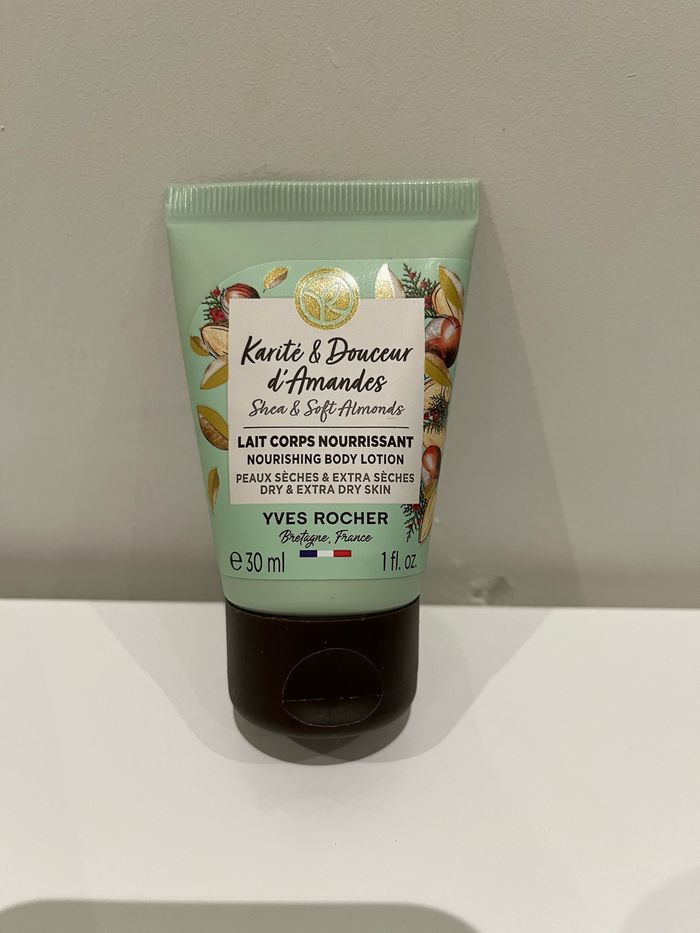 Karité & Douceur
d'Amandes
Shea & Soft Almonds
LAIT CORPS NOURRISSANT
NOURISHING BODY LOTION
PEAUX SÈCHES & EXTRA SÈCHES
DRY & EXTRA DRY SKIN
YVES ROCHER
Bretagne, France
e 30 ml 1 fl. oz.